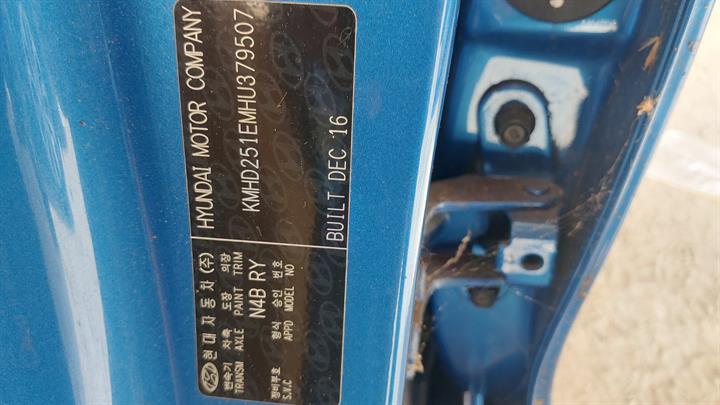 현대자동차(주) HYUNDAI MOTOR COMPANY
변속기 차축 도장 의장
TRANSM AXLE PAINT TRIM
KMHD251EMHU379507
N4B RY
형식 승인 번호
APPD MODEL NO
정비부호
S.V.C
BUILT DEC 16